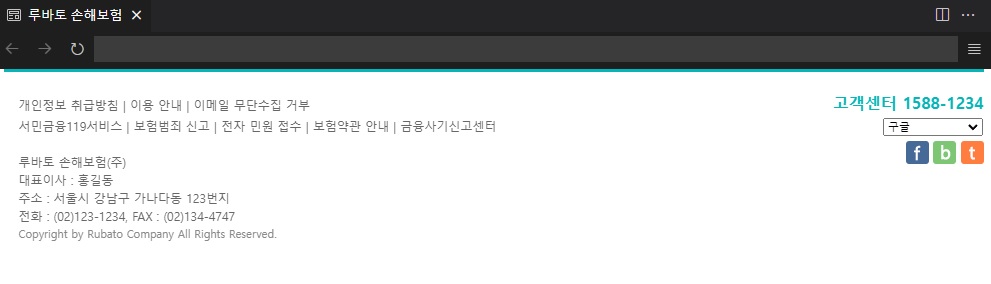 루바토 손해보험
개인정보 취급방침 | 이용 안내 | 이메일 무단수집 거부
고객센터 1588-1234
서민금융119서비스 | 보험범죄 신고 | 전자 민원 접수 | 보험약관 안내 | 금융사기신고센터
구글
f b t
루바토 손해보험(주)
대표이사 : 홍길동
주소 : 서울시 강남구 가나다동 123번지
전화 : (02)123-1234, FAX : (02)134-4747
Copyright by Rubato Company All Rights Reserved.